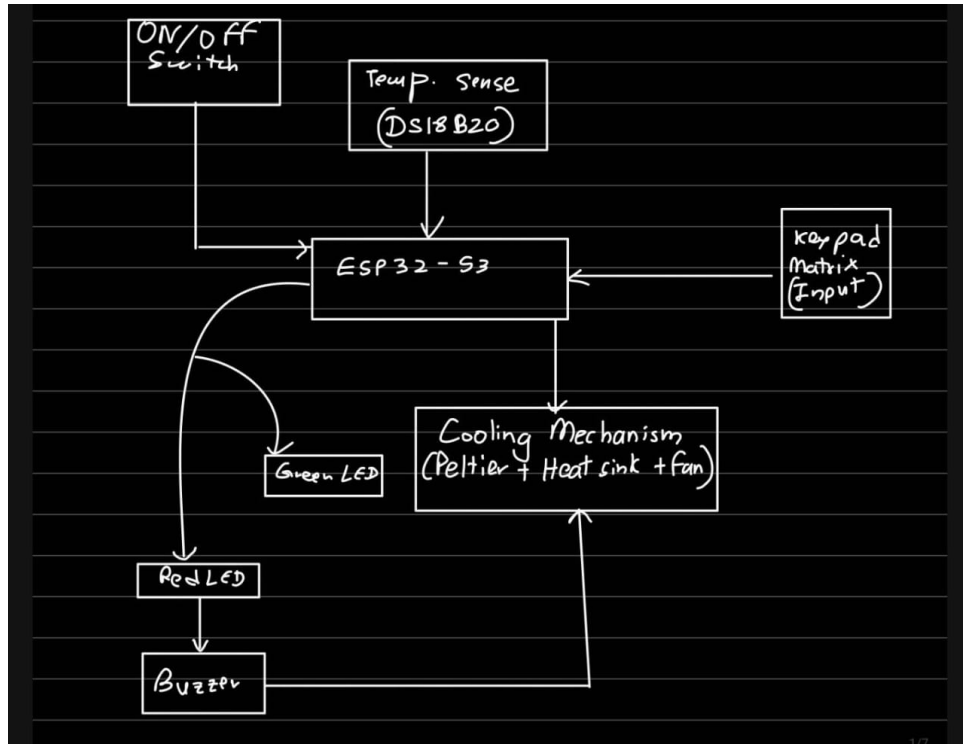 ON/OFF
Switch
Temp. Sense
(DS18B20)
ESP32-S3
Keypad
Matrix
(Input)
Cooling Mechanism
(Peltier + Heat sink + fan)
Green LED
Red LED
Buzzer